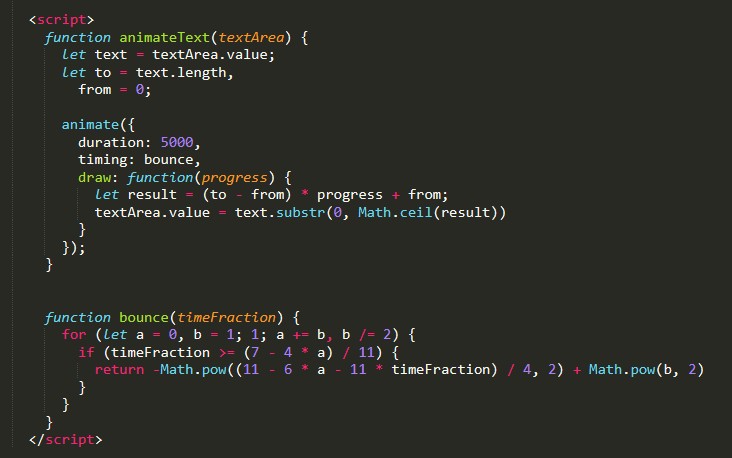 <script>
function animateText(textArea) {
let text = textArea.value;
let to = text.length,
from = 0;
animate({
duration: 5000,
timing: bounce,
draw: function(progress) {
let result = (to - from) * progress + from;
textArea.value = text.substr(0, Math.ceil(result))
}
});
}
function bounce(timeFraction) {
for (let a = 0, b = 1; 1; a += b, b /= 2) {
if (timeFraction >= (7 - 4 * a) / 11) {
return -Math.pow((11 - 6 * a - 11 * timeFraction) / 4, 2) + Math.pow(b, 2)
}
}
}
</script>